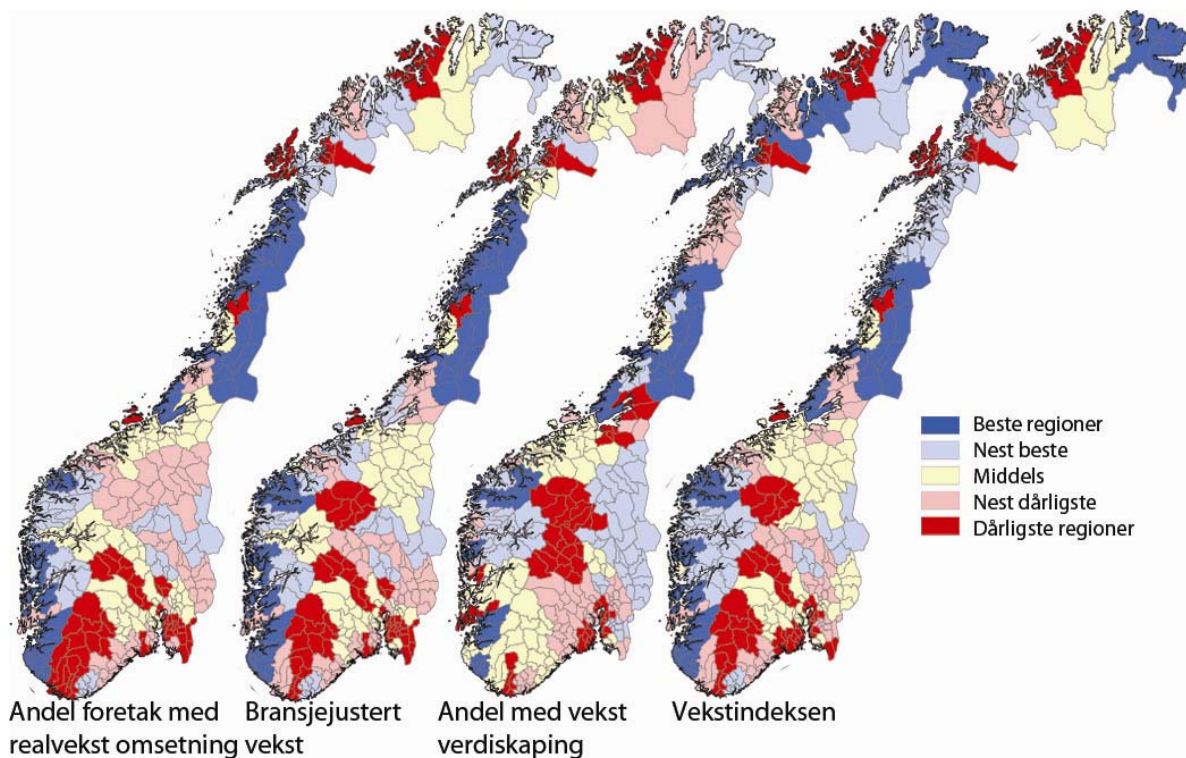 Beste regioner
Nest beste
Middels
Nest dårligste
Dårligste regioner
Andel foretak med
realvekst omsetning
Bransjejustert
vekst
Andel med vekst
verdiskaping
Vekstindeksen